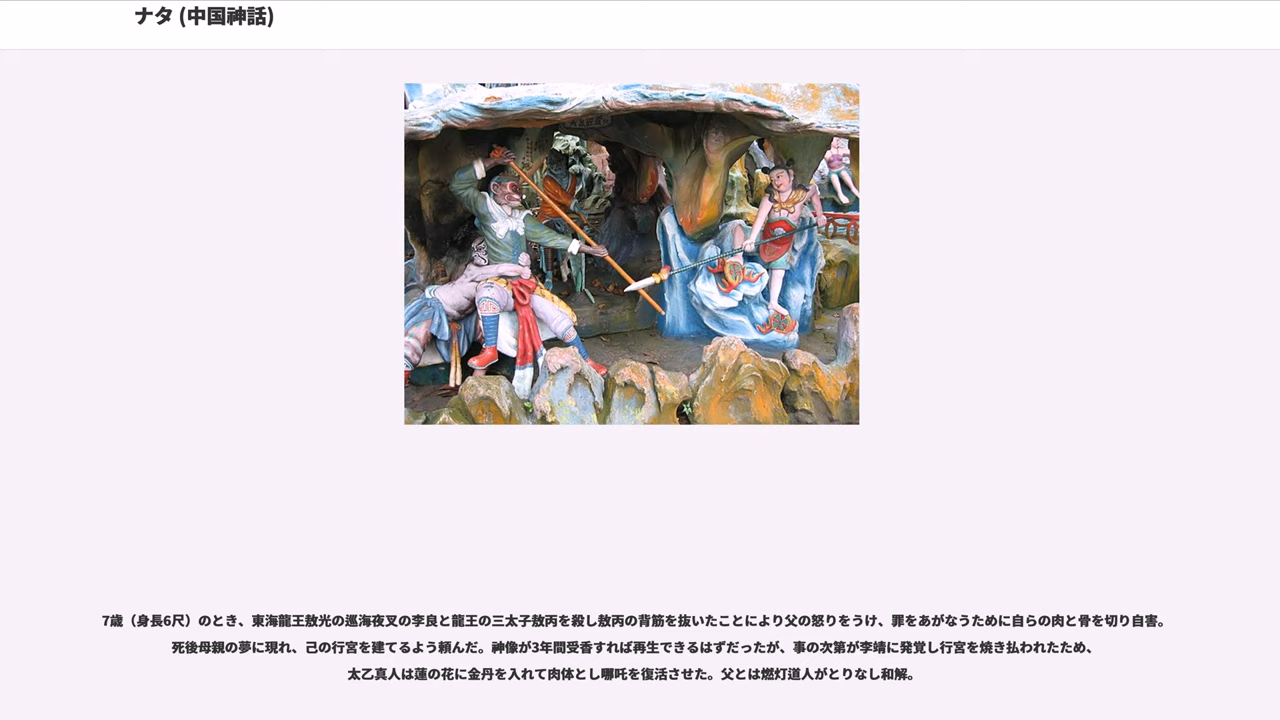 ナタ (中国神話)
7歳（身長6尺）のとき、東海龍王敖光の巡海夜叉の李良と龍王の三太子敖丙を殺し敖丙の背筋を抜いたことにより父の怒りをうけ、罪をあがなうために自らの肉と骨を切り自害。
死後母親の夢に現れ、己の行宮を建てるよう頼んだ。神像が3年間受香すれば再生できるはずだったが、事の次第が李靖に発覚し行宮を焼き払われたため、
太乙真人は蓮の花に金丹を入れて肉体とし哪吒を復活させた。父とは燃灯道人がとりなし和解。